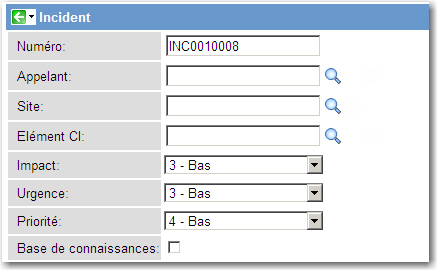 Incident
Numéro: INC0010008
Appelant:
Site:
Elément CI:
Impact: 3 - Bas
Urgence: 3 - Bas
Priorité: 4 - Bas
Base de connaissances: